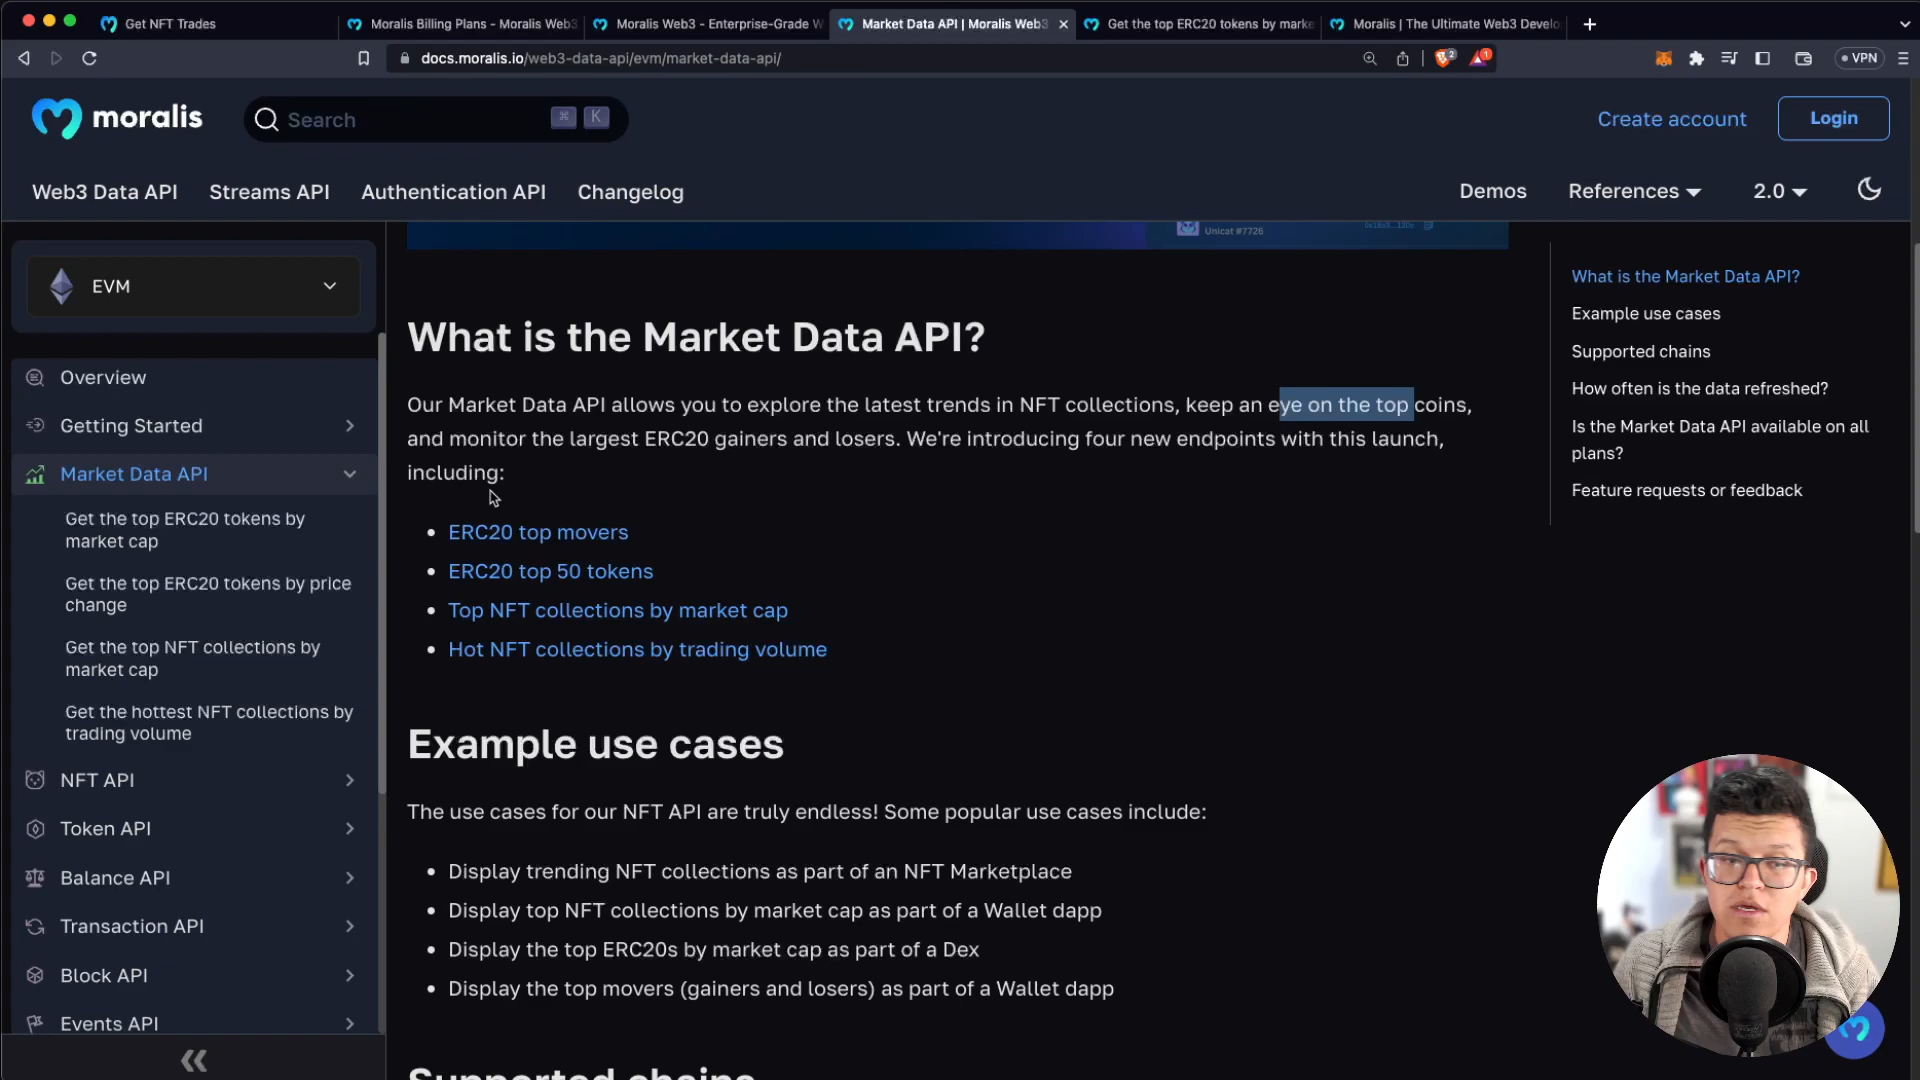 Get NFT Trades
Moralis Billing Plans - Moralis Web3
Moralis Web3 - Enterprise-Grade W
Market Data API | Moralis Web3
Get the top ERC20 tokens by marke
Moralis | The Ultimate Web3 Develo
docs.moralis.io/web3-data-api/evm/market-data-api/
2
1
VPN
moralis
Search
⌘ K
Create account
Login
Web3 Data API
Streams API
Authentication API
Changelog
Demos
References
2.0
Unicat #7726
EVM
Overview
Getting Started
Market Data API
Get the top ERC20 tokens by
market cap
Get the top ERC20 tokens by price
change
Get the top NFT collections by
market cap
Get the hottest NFT collections by
trading volume
NFT API
Token API
Balance API
Transaction API
Block API
Events API
What is the Market Data API?
Our Market Data API allows you to explore the latest trends in NFT collections, keep an eye on the top coins,
and monitor the largest ERC20 gainers and losers. We're introducing four new endpoints with this launch,
including:
• ERC20 top movers
• ERC20 top 50 tokens
• Top NFT collections by market cap
• Hot NFT collections by trading volume
Example use cases
The use cases for our NFT API are truly endless! Some popular use cases include:
• Display trending NFT collections as part of an NFT Marketplace
• Display top NFT collections by market cap as part of a Wallet dapp
• Display the top ERC20s by market cap as part of a Dex
• Display the top movers (gainers and losers) as part of a Wallet dapp
Supported chains
What is the Market Data API?
Example use cases
Supported chains
How often is the data refreshed?
Is the Market Data API available on all
plans?
Feature requests or feedback